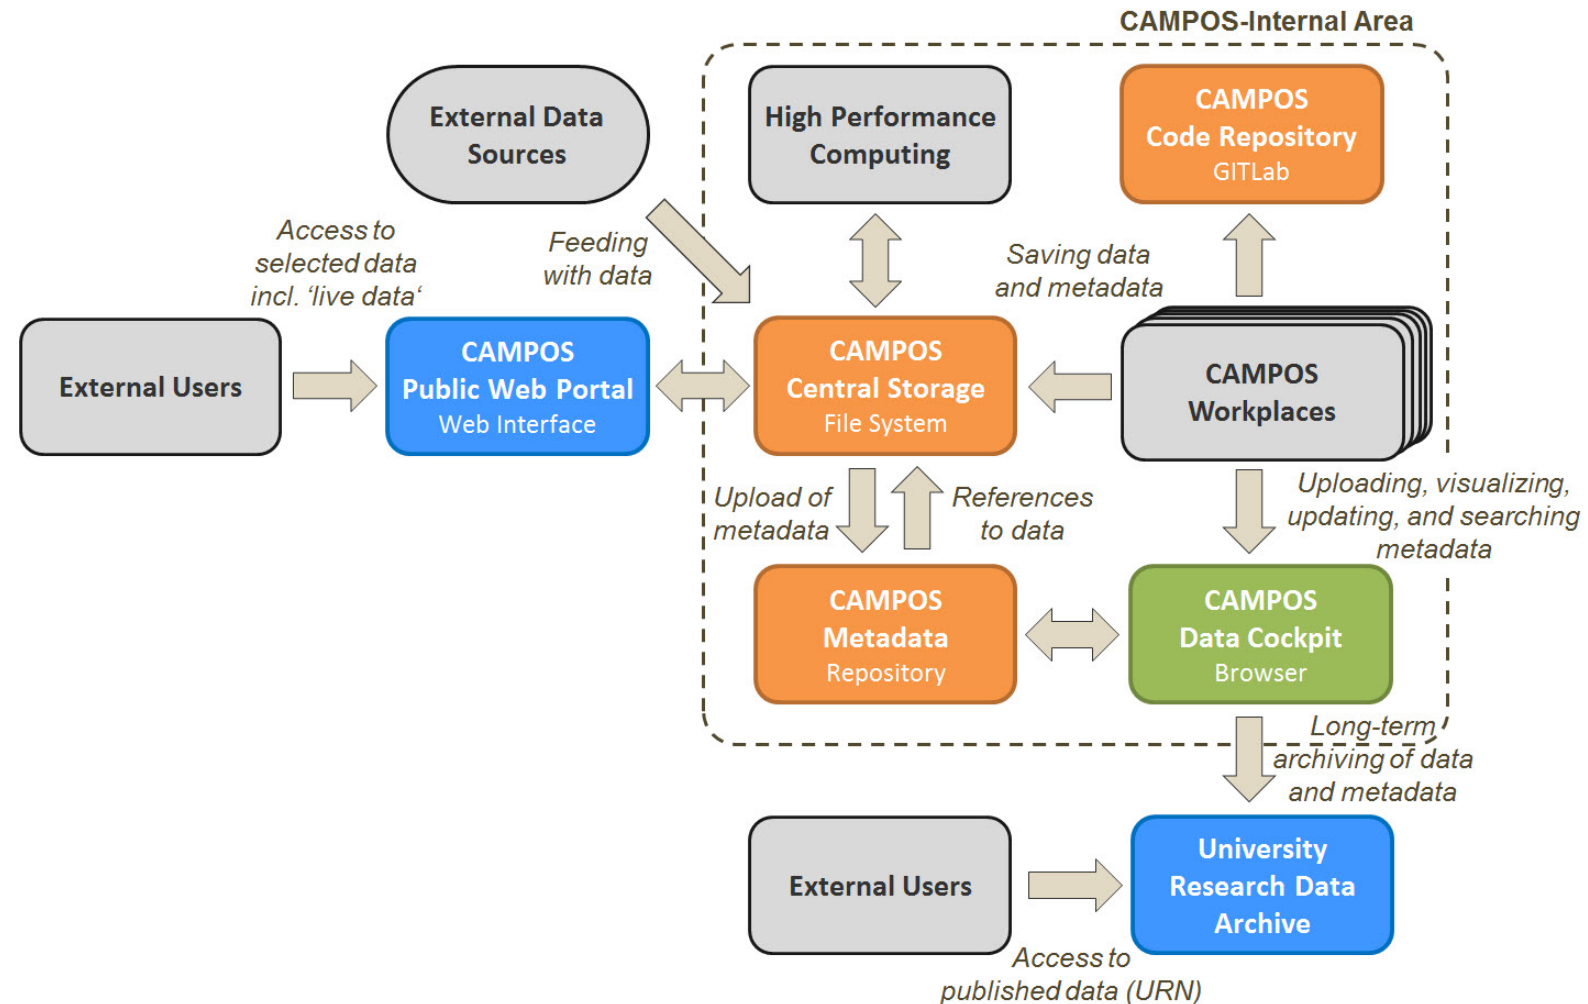 CAMPOS-Internal Area
External Data
Sources
High Performance
Computing
CAMPOS
Code Repository
GITLab
Access to
selected data
incl. ‘live data‘
Feeding
with data
Saving data
and metadata
External Users
CAMPOS
Public Web Portal
Web Interface
CAMPOS
Central Storage
File System
CAMPOS
Workplaces
Upload of
metadata
References
to data
Uploading, visualizing,
updating, and searching
metadata
CAMPOS
Metadata
Repository
CAMPOS
Data Cockpit
Browser
Long-term
archiving of data
and metadata
External Users
University
Research Data
Archive
Access to
published data (URN)